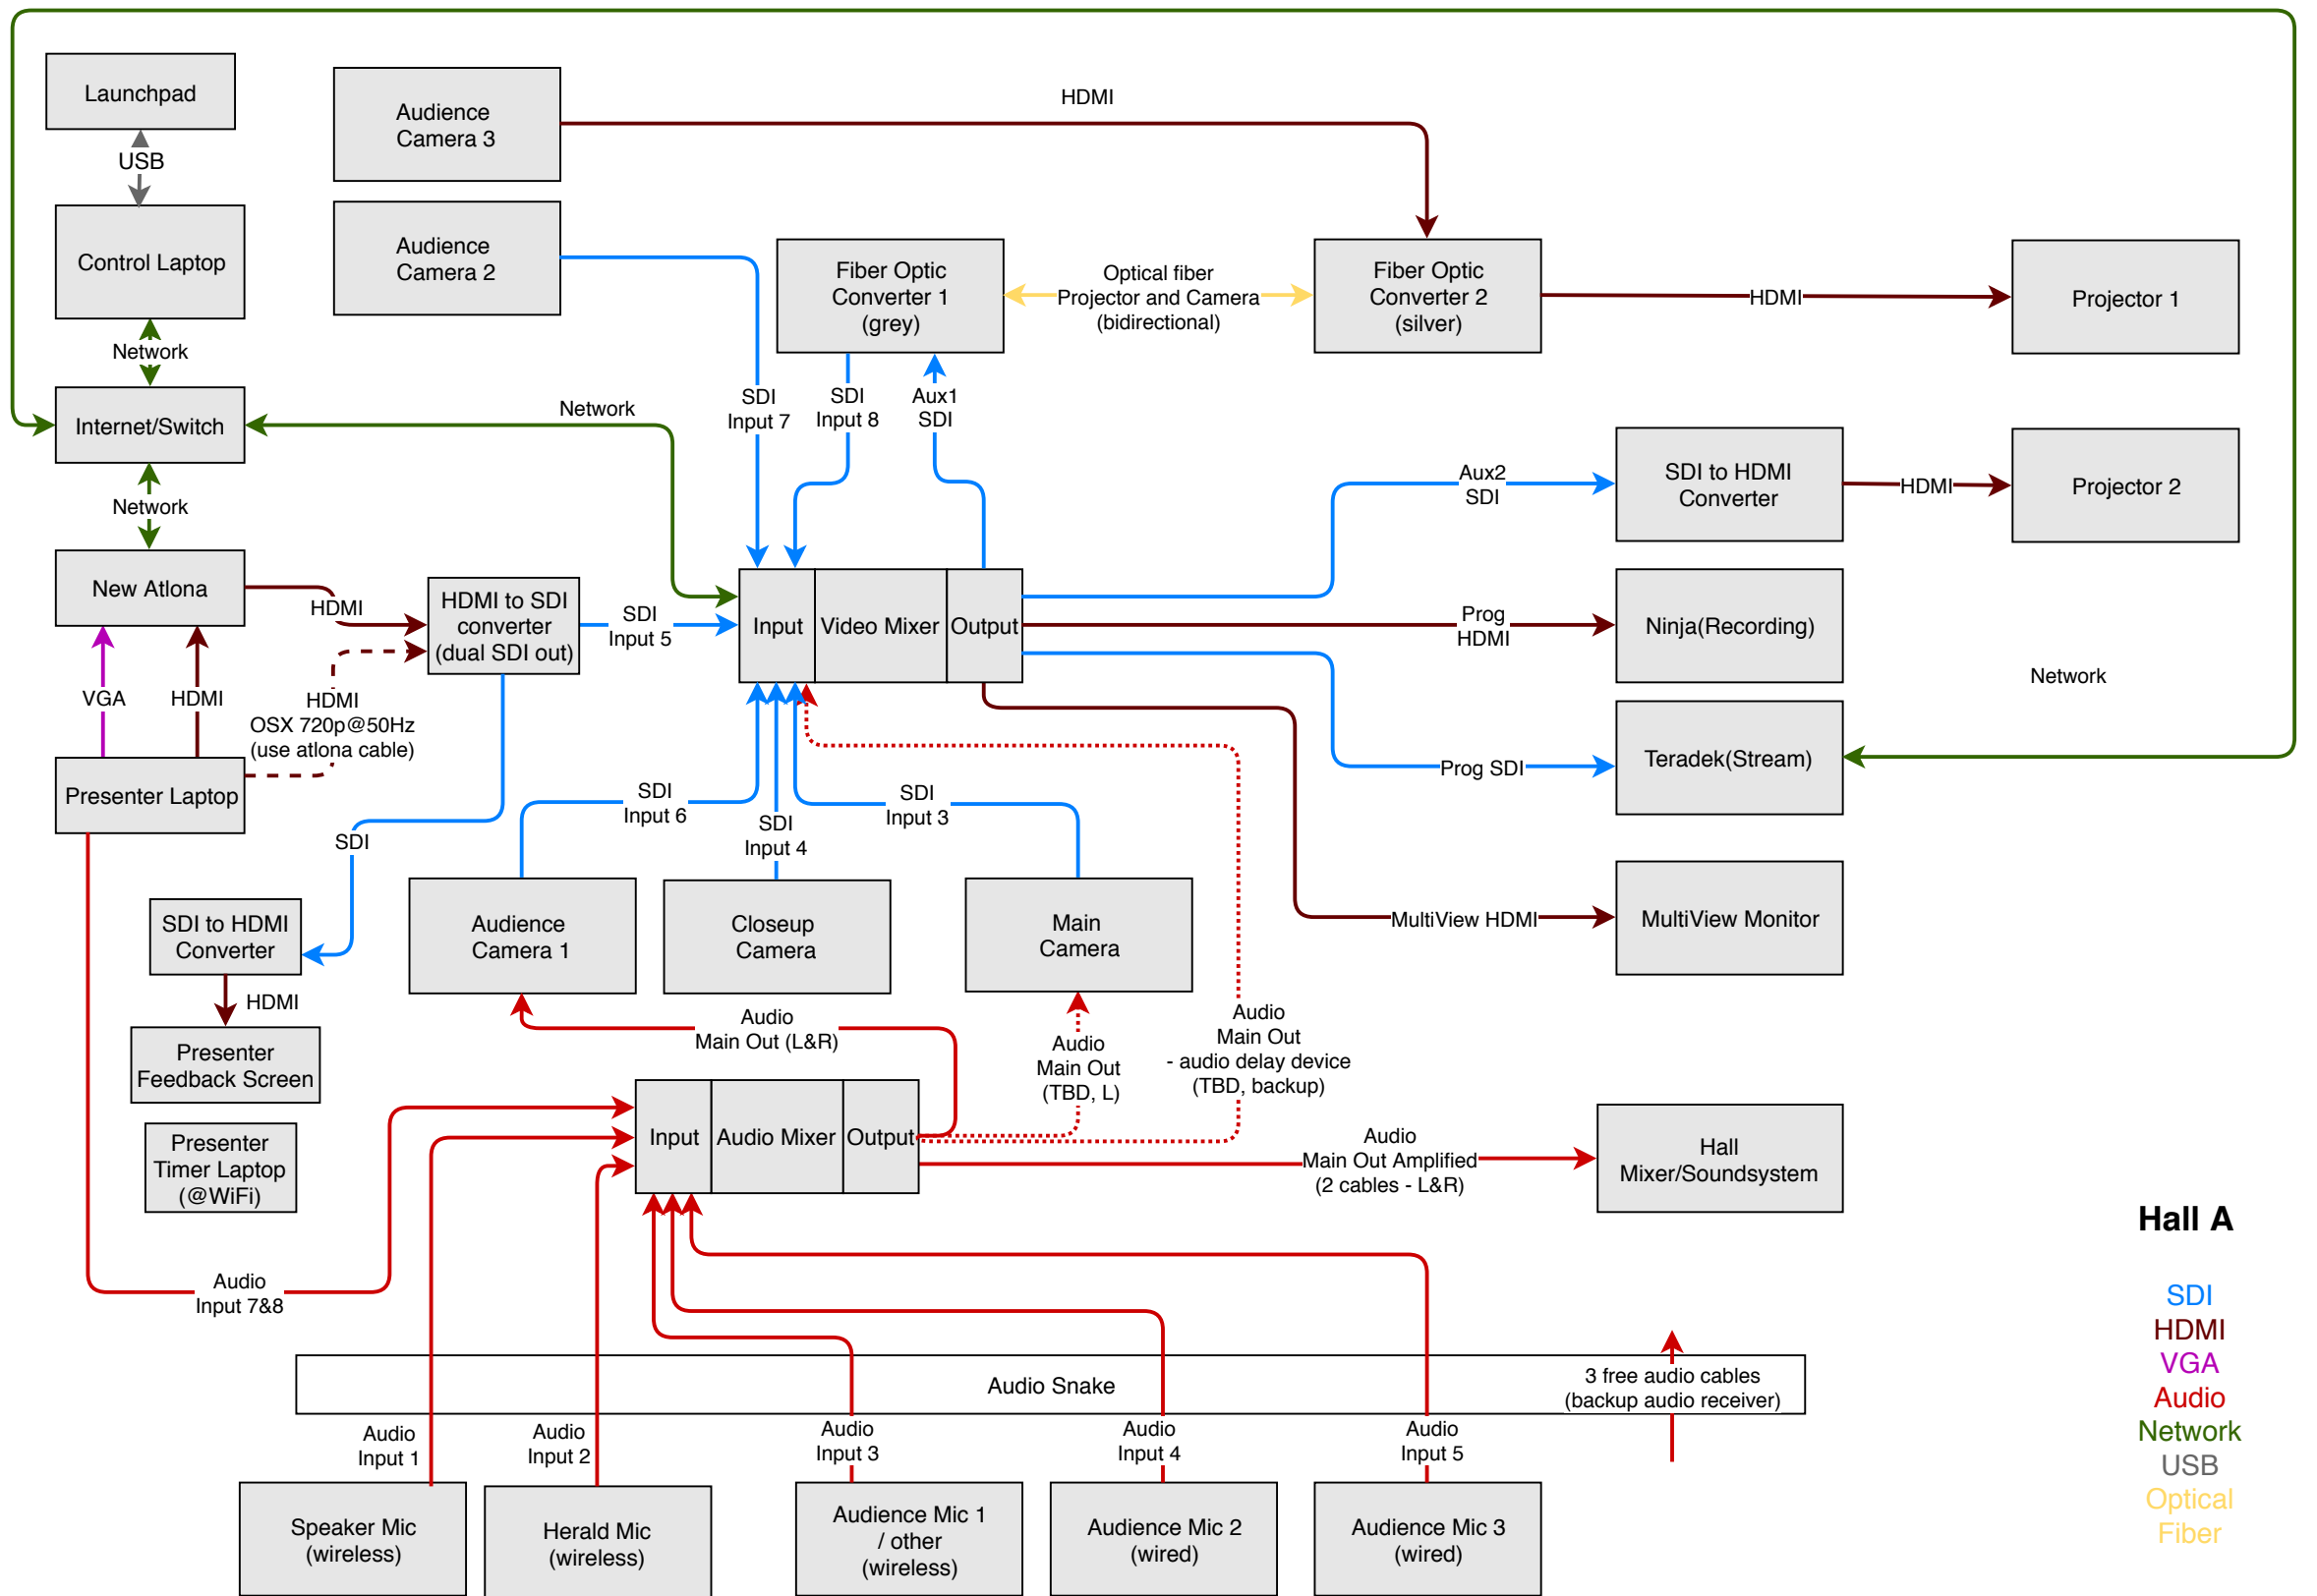 Launchpad
Audience
Camera 3
HDMI
USB
Control Laptop
Audience
Camera 2
Fiber Optic
Converter 1
(grey)
Optical fiber
Projector and Camera
(bidirectional)
Fiber Optic
Converter 2
(silver)
HDMI
Projector 1
Network
Internet/Switch
Network
SDI
Input 7
SDI
Input 8
Aux1
SDI
Aux2
SDI
SDI to HDMI
Converter
HDMI
Projector 2
Network
New Atlona
HDMI
HDMI to SDI
converter
(dual SDI out)
SDI
Input 5
Input
Video Mixer
Output
Prog
HDMI
Ninja(Recording)
Network
VGA
HDMI
HDMI
OSX 720p@50Hz
(use atlona cable)
Presenter Laptop
Prog SDI
Teradek(Stream)
SDI
SDI
Input 6
SDI
Input 4
SDI
Input 3
SDI to HDMI
Converter
Audience
Camera 1
Closeup
Camera
Main
Camera
MultiView HDMI
MultiView Monitor
HDMI
Presenter
Feedback Screen
Audio
Main Out (L&R)
Audio
Main Out
(TBD, L)
Audio
Main Out
- audio delay device
(TBD, backup)
Presenter
Timer Laptop
(@WiFi)
Input
Audio Mixer
Output
Audio
Main Out Amplified
(2 cables - L&R)
Hall
Mixer/Soundsystem
Audio
Input 7&8
Audio Snake
3 free audio cables
(backup audio receiver)
Audio
Input 1
Audio
Input 2
Audio
Input 3
Audio
Input 4
Audio
Input 5
Speaker Mic
(wireless)
Herald Mic
(wireless)
Audience Mic 1
/ other
(wireless)
Audience Mic 2
(wired)
Audience Mic 3
(wired)
Hall A
SDI
HDMI
VGA
Audio
Network
USB
Optical
Fiber